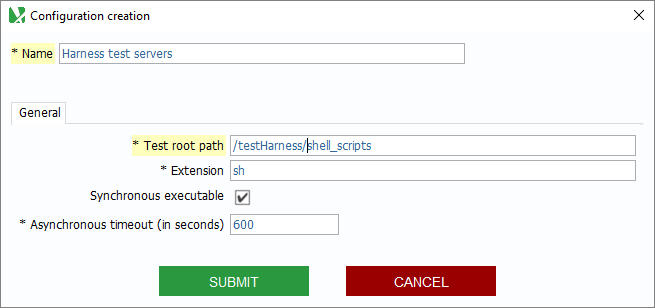 Configuration creation
* Name Harness test servers
General
* Test root path /testHarness/shell_scripts
* Extension sh
Synchronous executable
* Asynchronous timeout (in seconds) 600
SUBMIT CANCEL